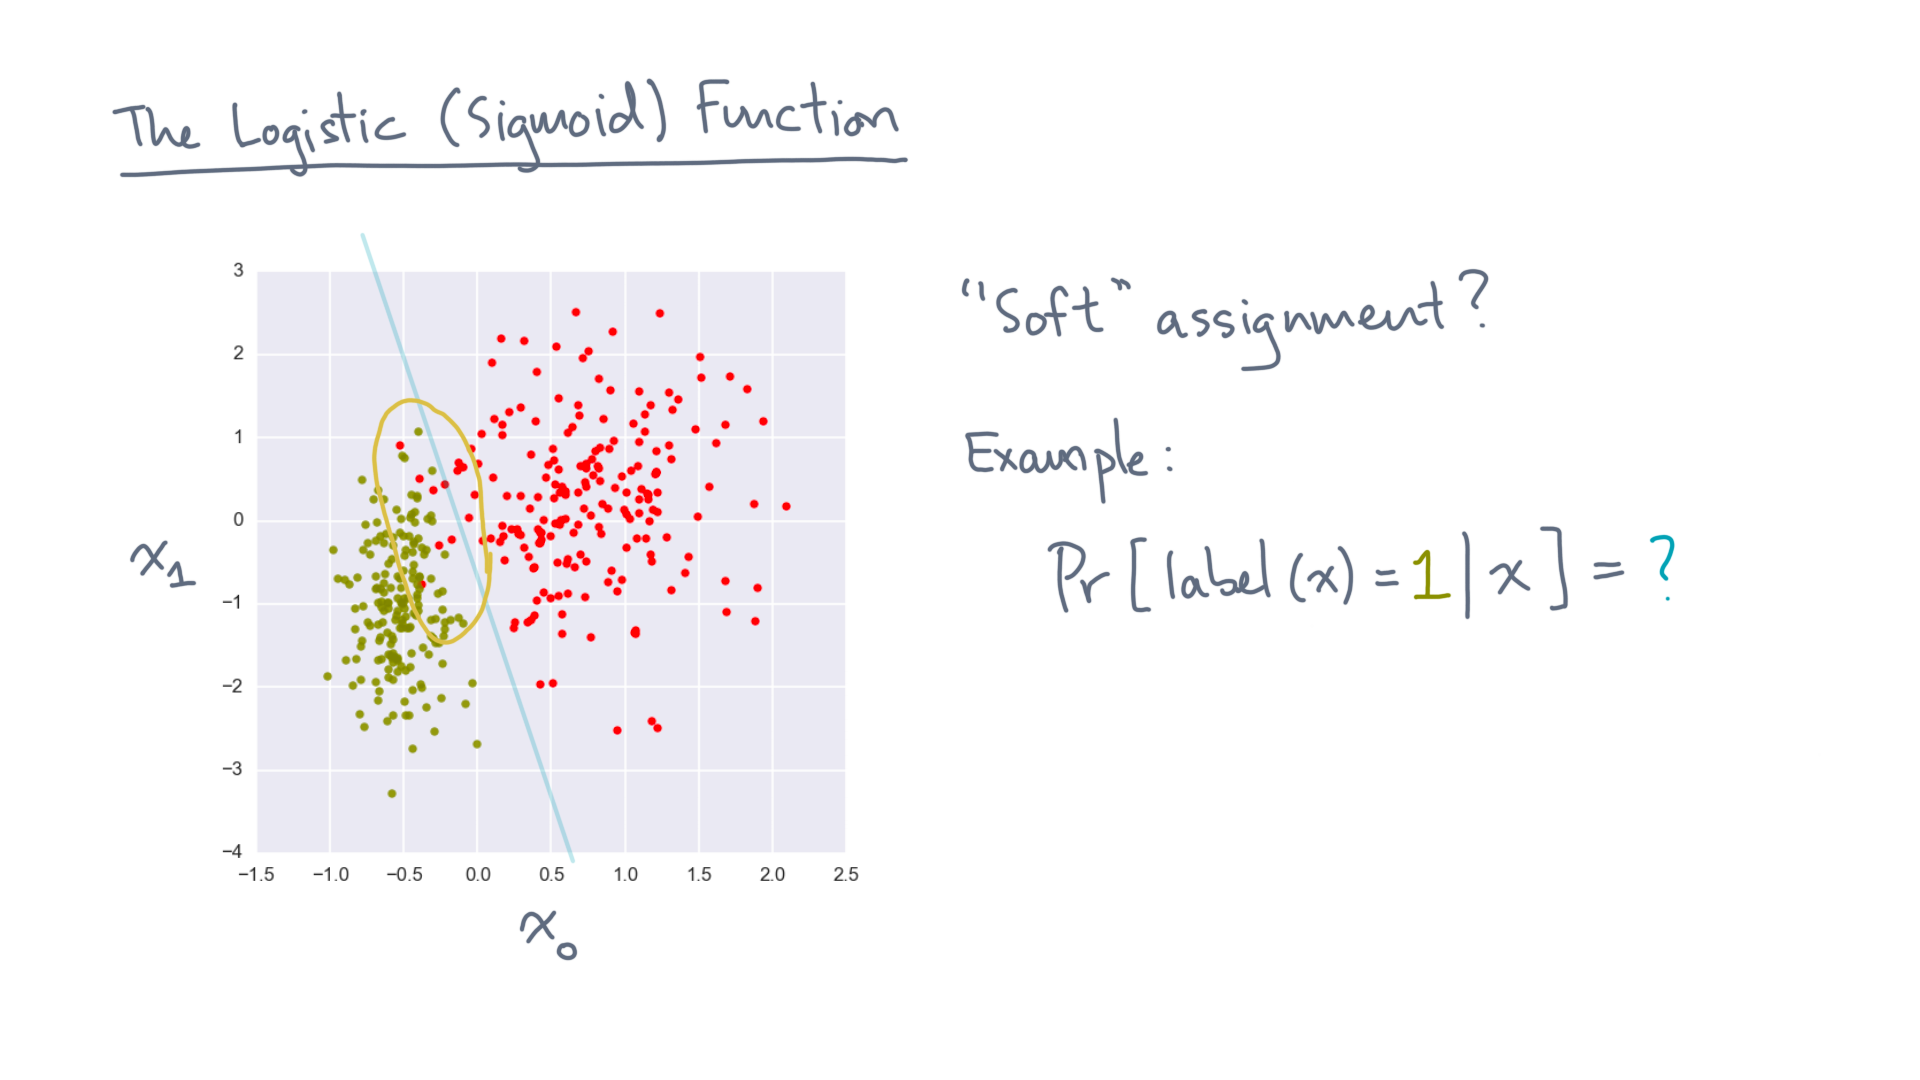 The Logistic (Sigmoid) Function
"Soft" assignment?
Example:
Pr[label(x)=1|x]=?
3
2
1
0
−1
−2
−3
−4
−1.5 −1.0 −0.5 0.0 0.5 1.0 1.5 2.0 2.5
x₁
x₀